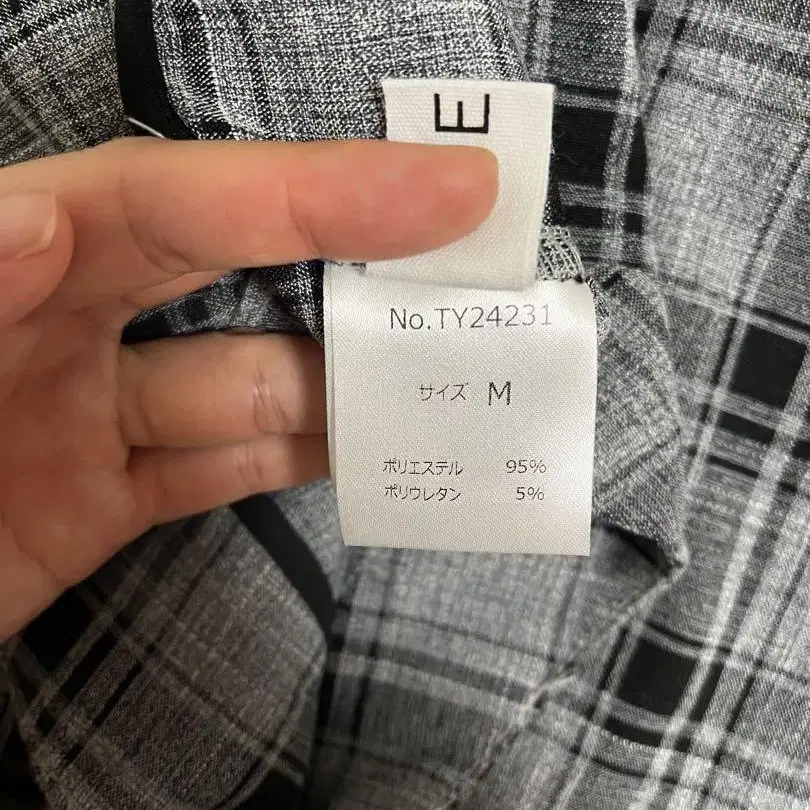 E
No.TY24231
サイズ M
ポリエステル 95%
ポリウレタン 5%